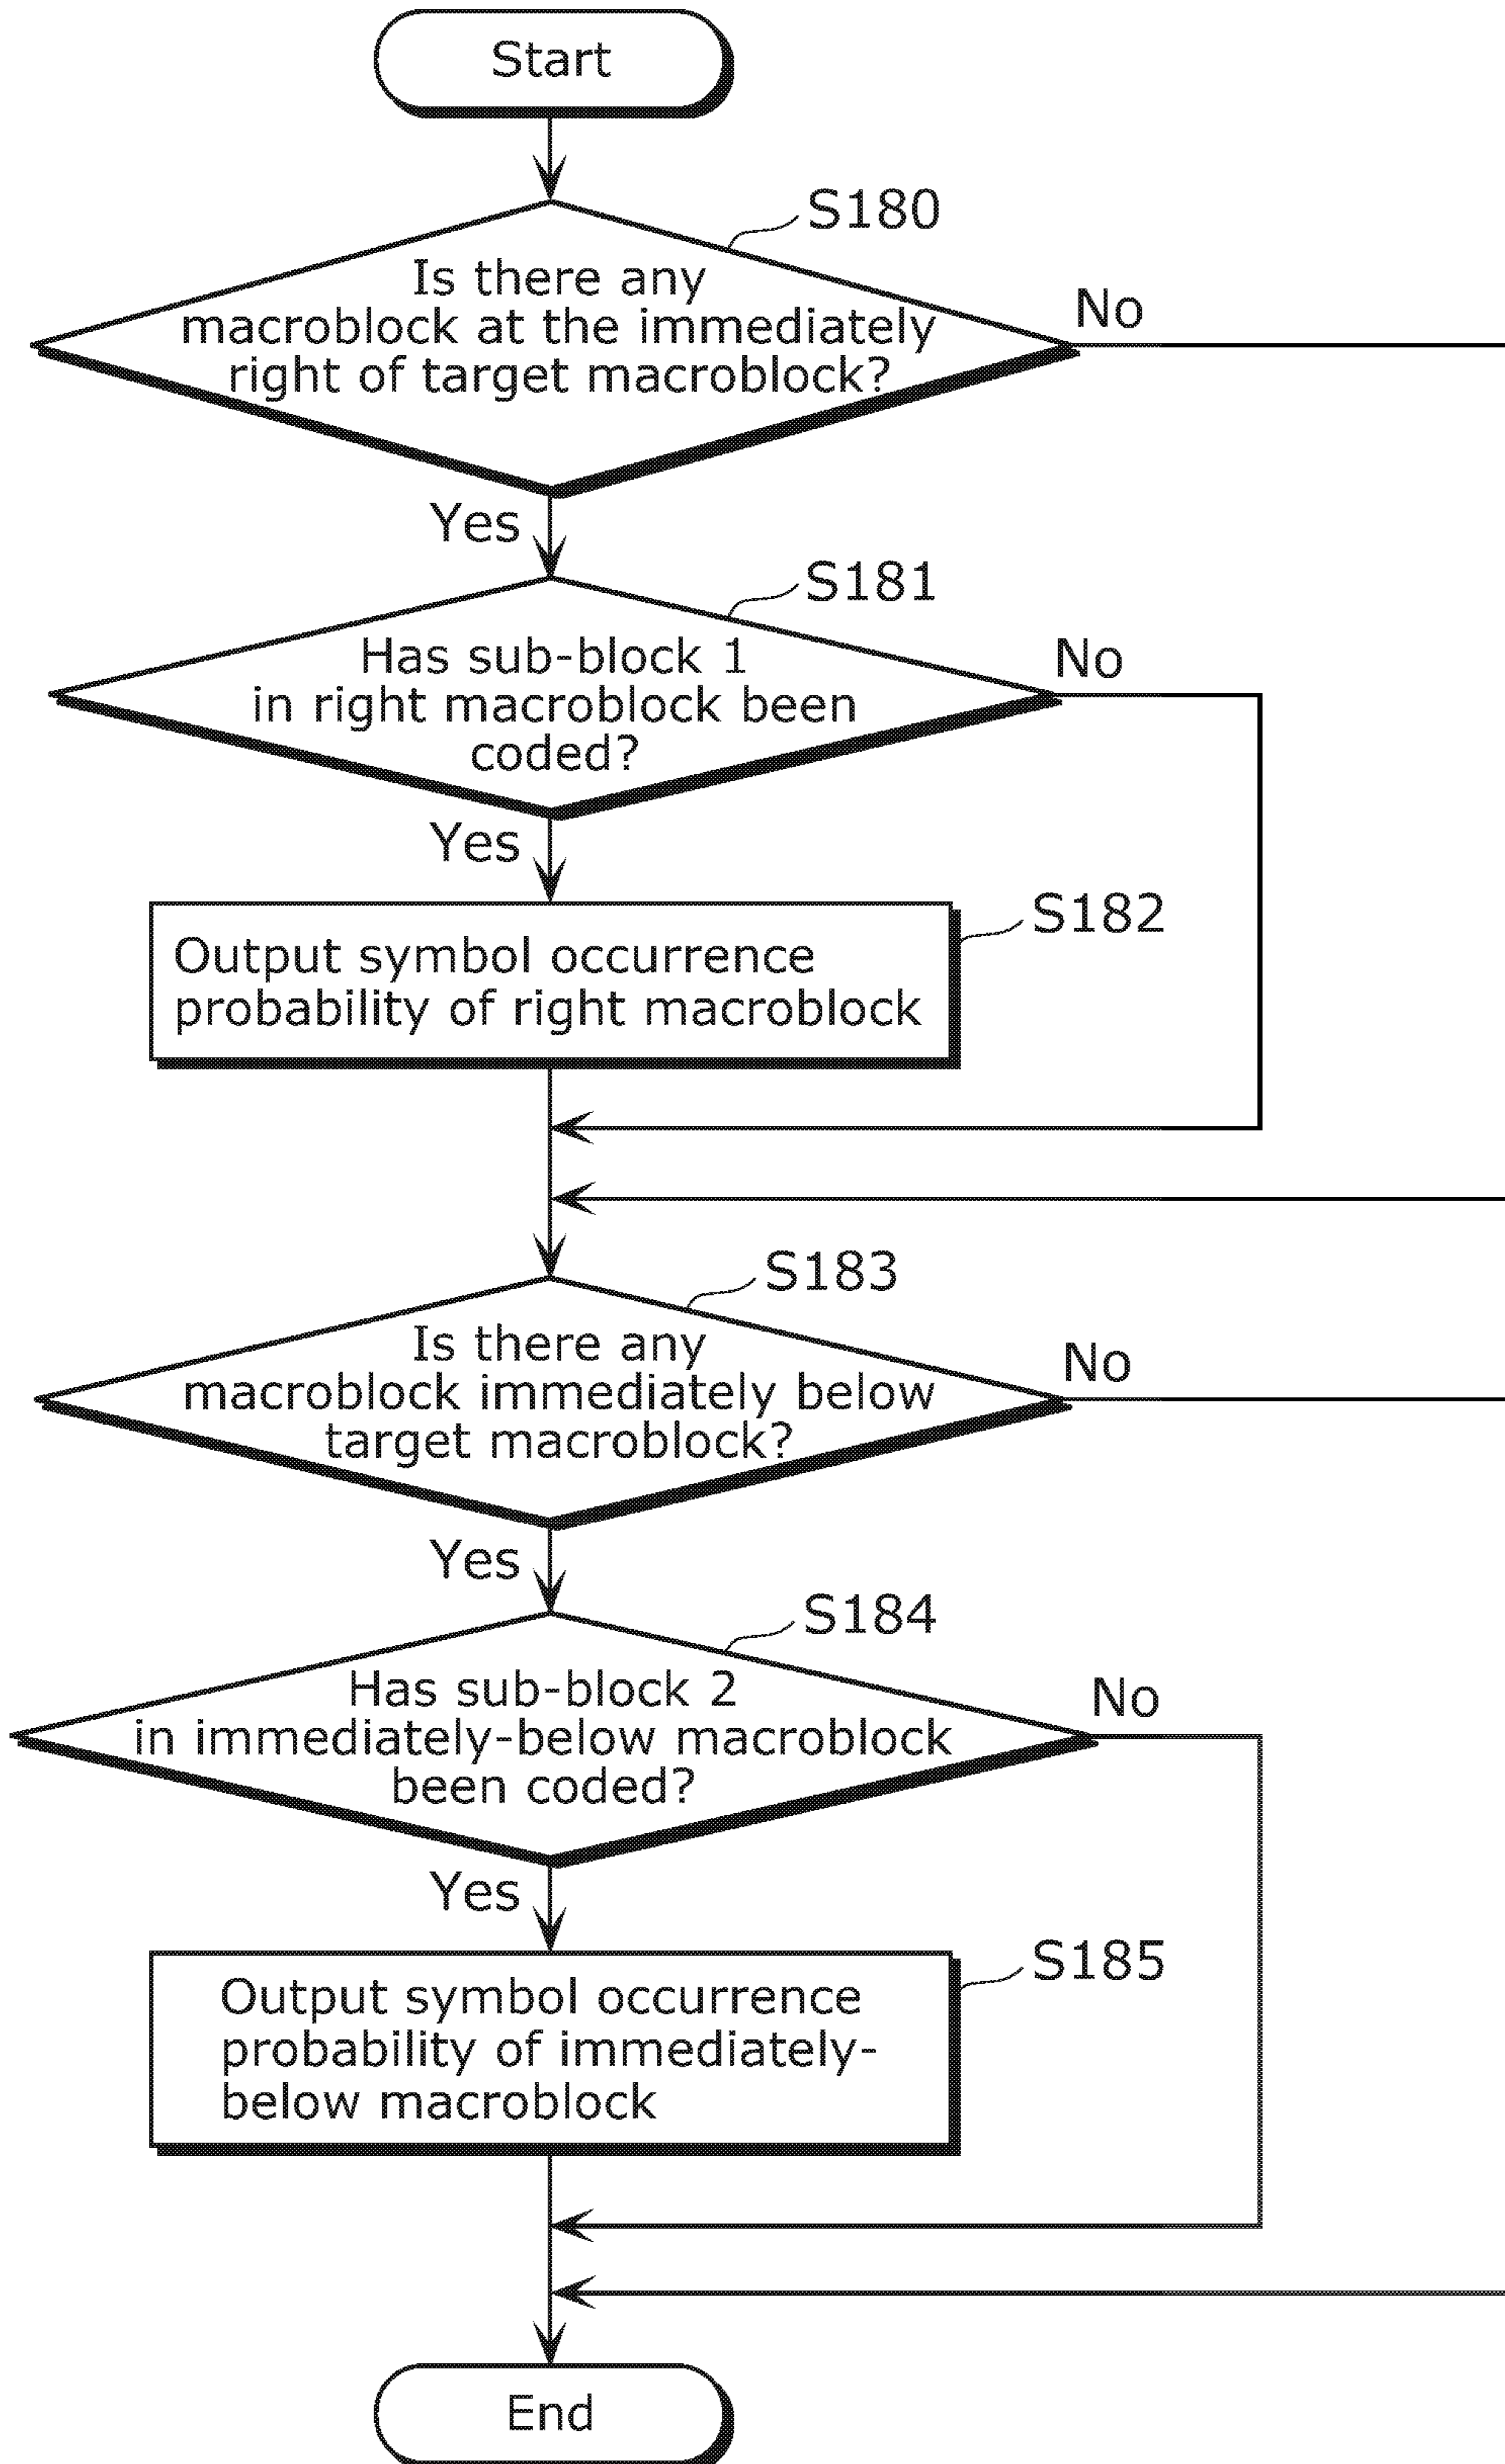 Start
S180
Is there any
macroblock at the immediately
right of target macroblock?
No
Yes
S181
Has sub-block 1
in right macroblock been
coded?
No
Yes
S182
Output symbol occurrence
probability of right macroblock
S183
Is there any
macroblock immediately below
target macroblock?
No
Yes
S184
Has sub-block 2
in immediately-below macroblock
been coded?
No
Yes
S185
Output symbol occurrence
probability of immediately-
below macroblock
End